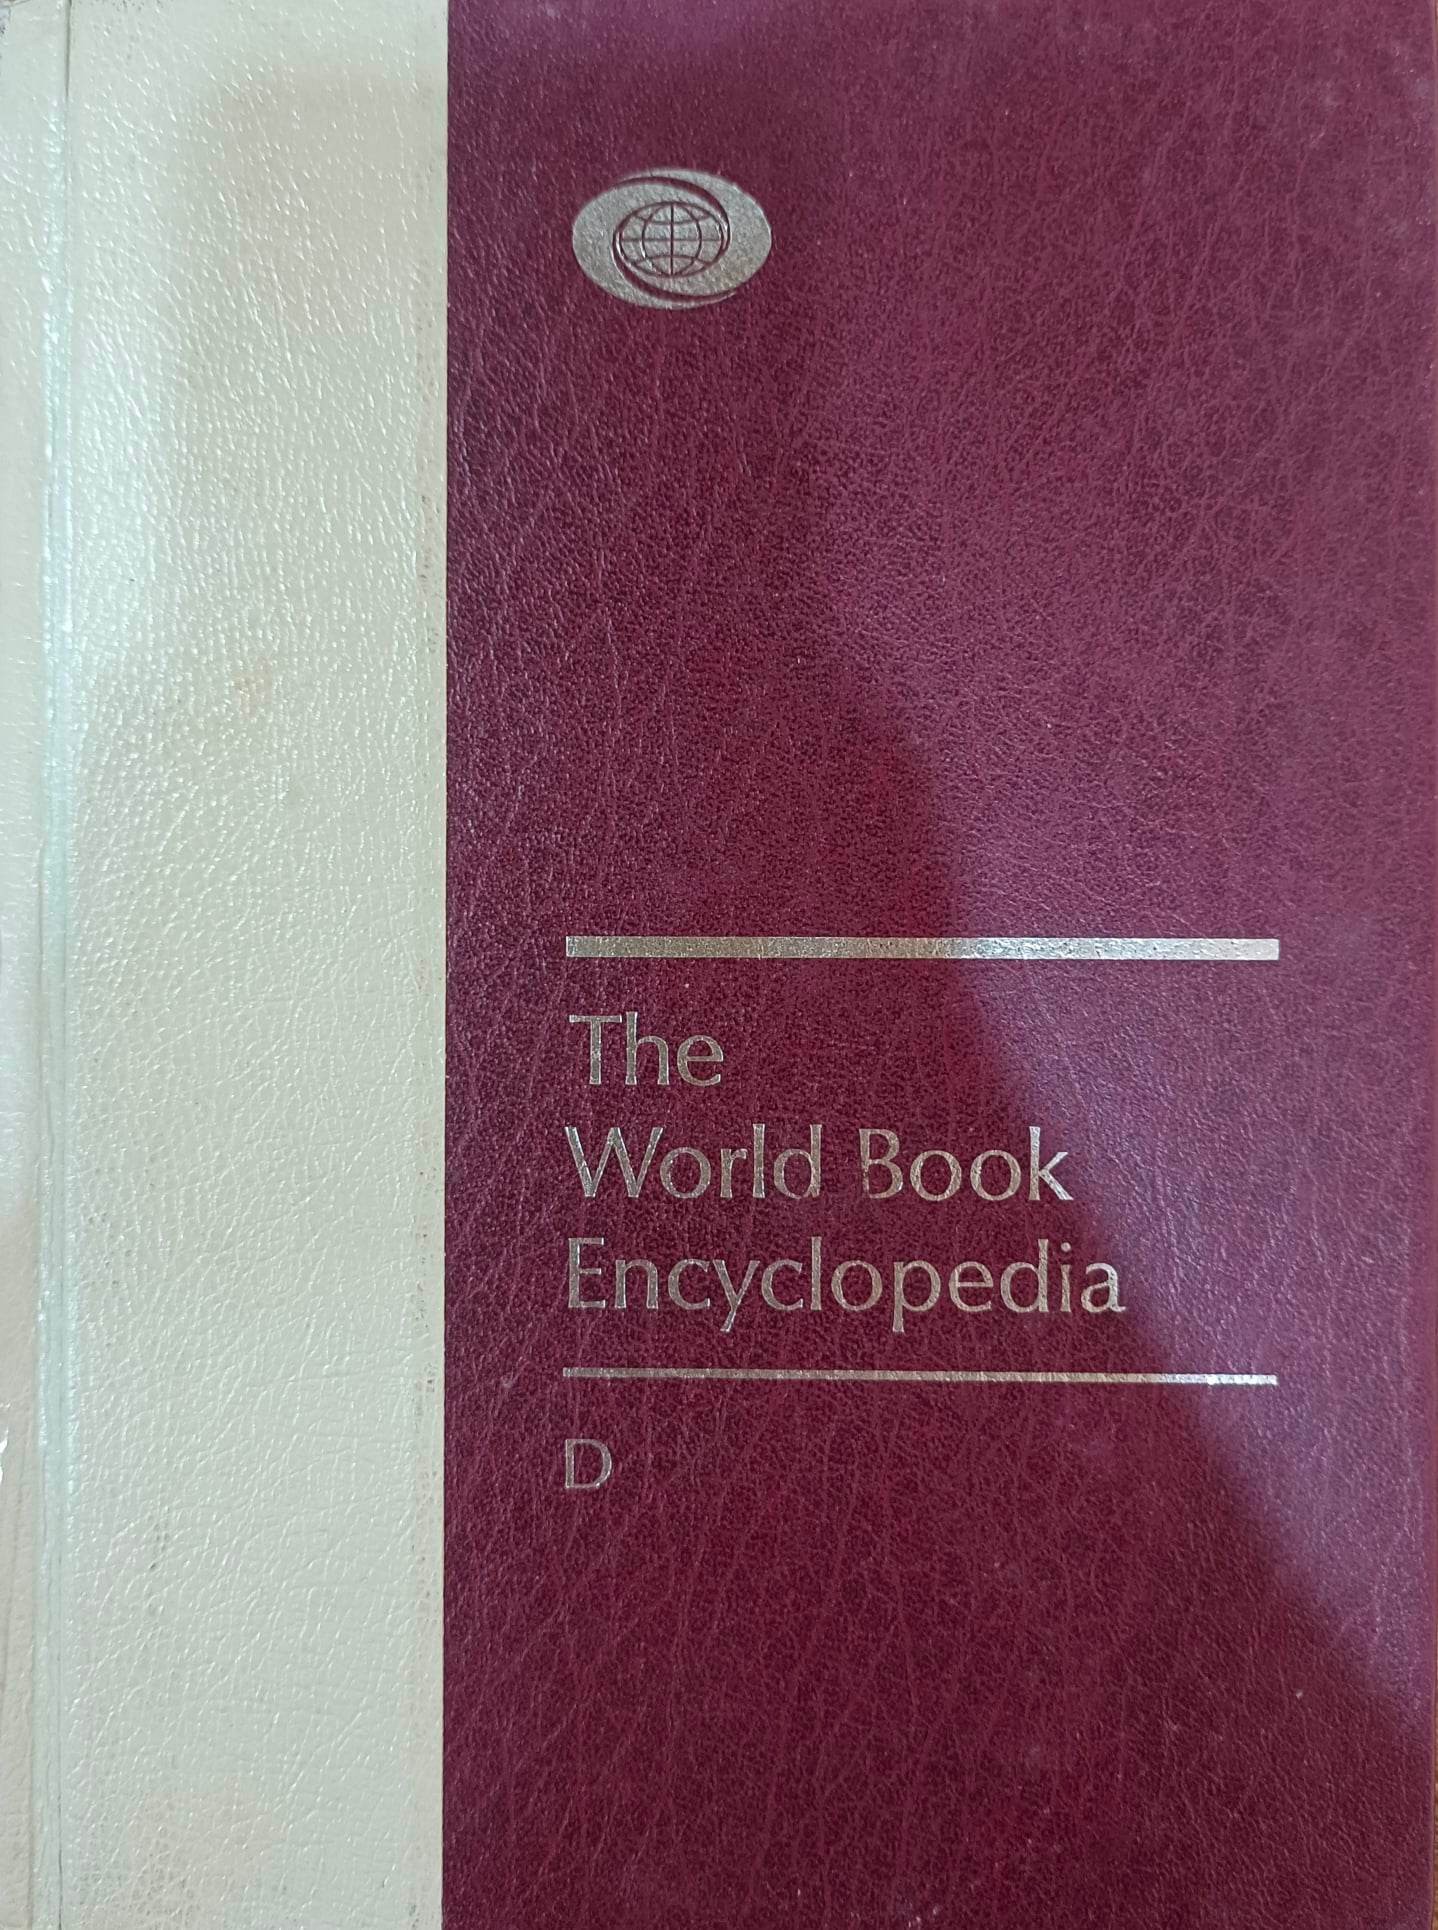 The
World Book
Encyclopedia
D